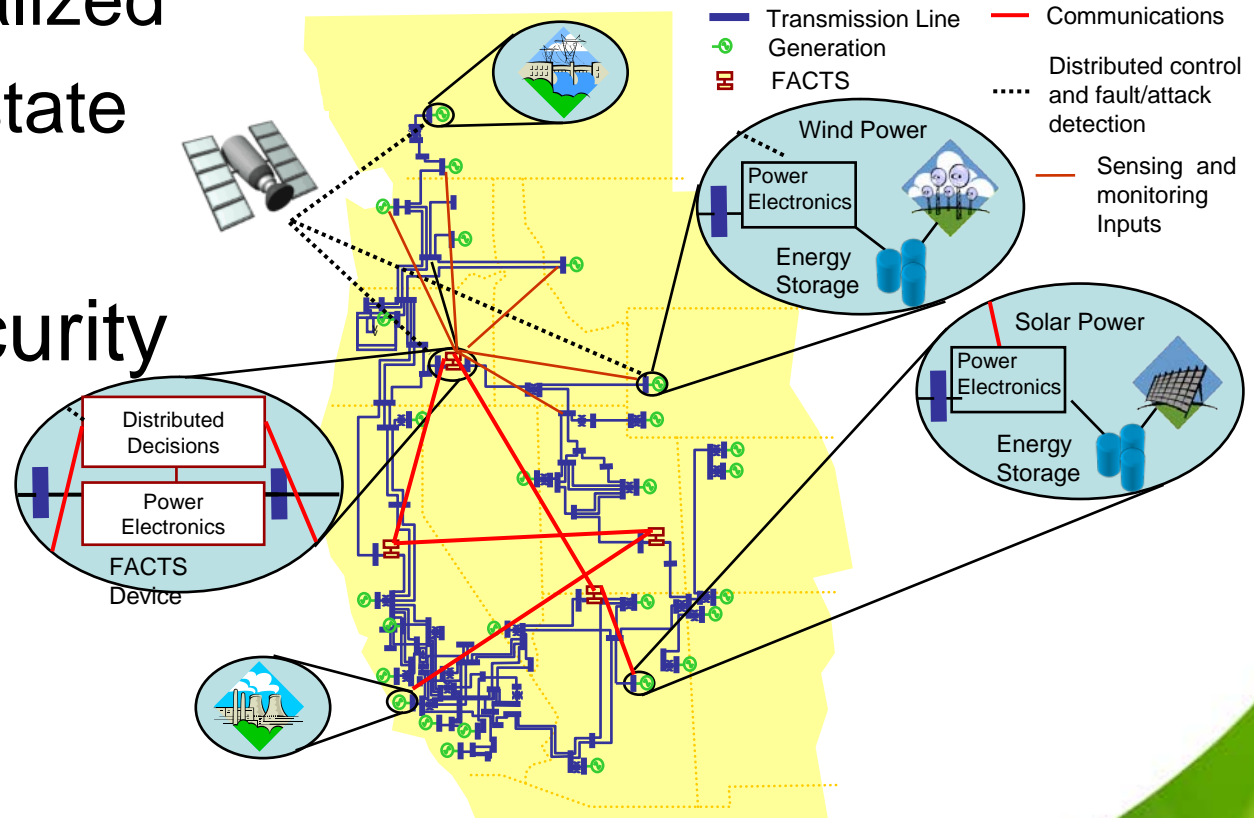 alized
state
curity
Transmission Line
Generation
FACTS
Communications
Distributed control
and fault/attack
detection
Sensing and
monitoring
Inputs
Wind Power
Power
Electronics
Energy
Storage
Solar Power
Power
Electronics
Energy
Storage
Distributed
Decisions
Power
Electronics
FACTS
Device